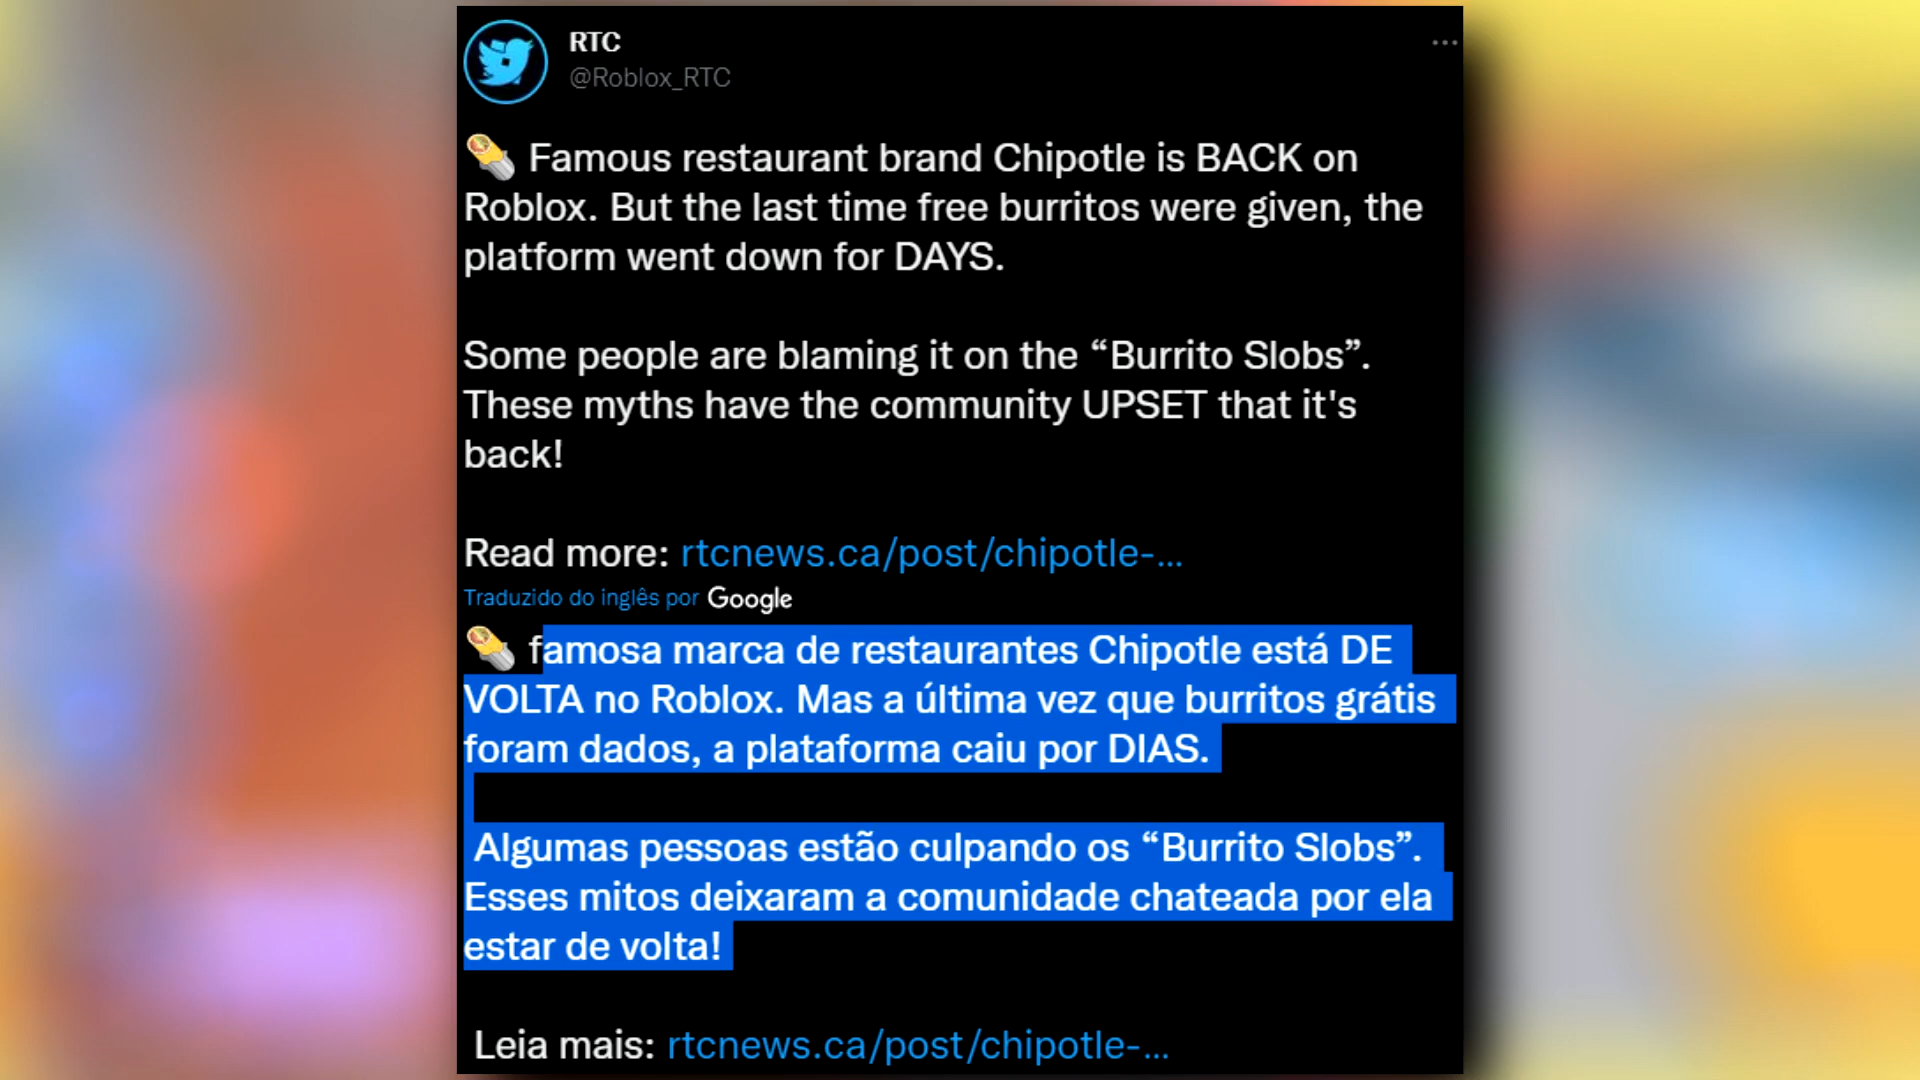 RTC
@Roblox_RTC
Famous restaurant brand Chipotle is BACK on
Roblox. But the last time free burritos were given, the
platform went down for DAYS.
Some people are blaming it on the “Burrito Slobs”.
These myths have the community UPSET that it's
back!
Read more: rtcnews.ca/post/chipotle-...
Traduzido do inglês por Google
famosa marca de restaurantes Chipotle está DE
VOLTA no Roblox. Mas a última vez que burritos grátis
foram dados, a plataforma caiu por DIAS.
Algumas pessoas estão culpando os “Burrito Slobs”.
Esses mitos deixaram a comunidade chateada por ela
estar de volta!
Leia mais: rtcnews.ca/post/chipotle-...